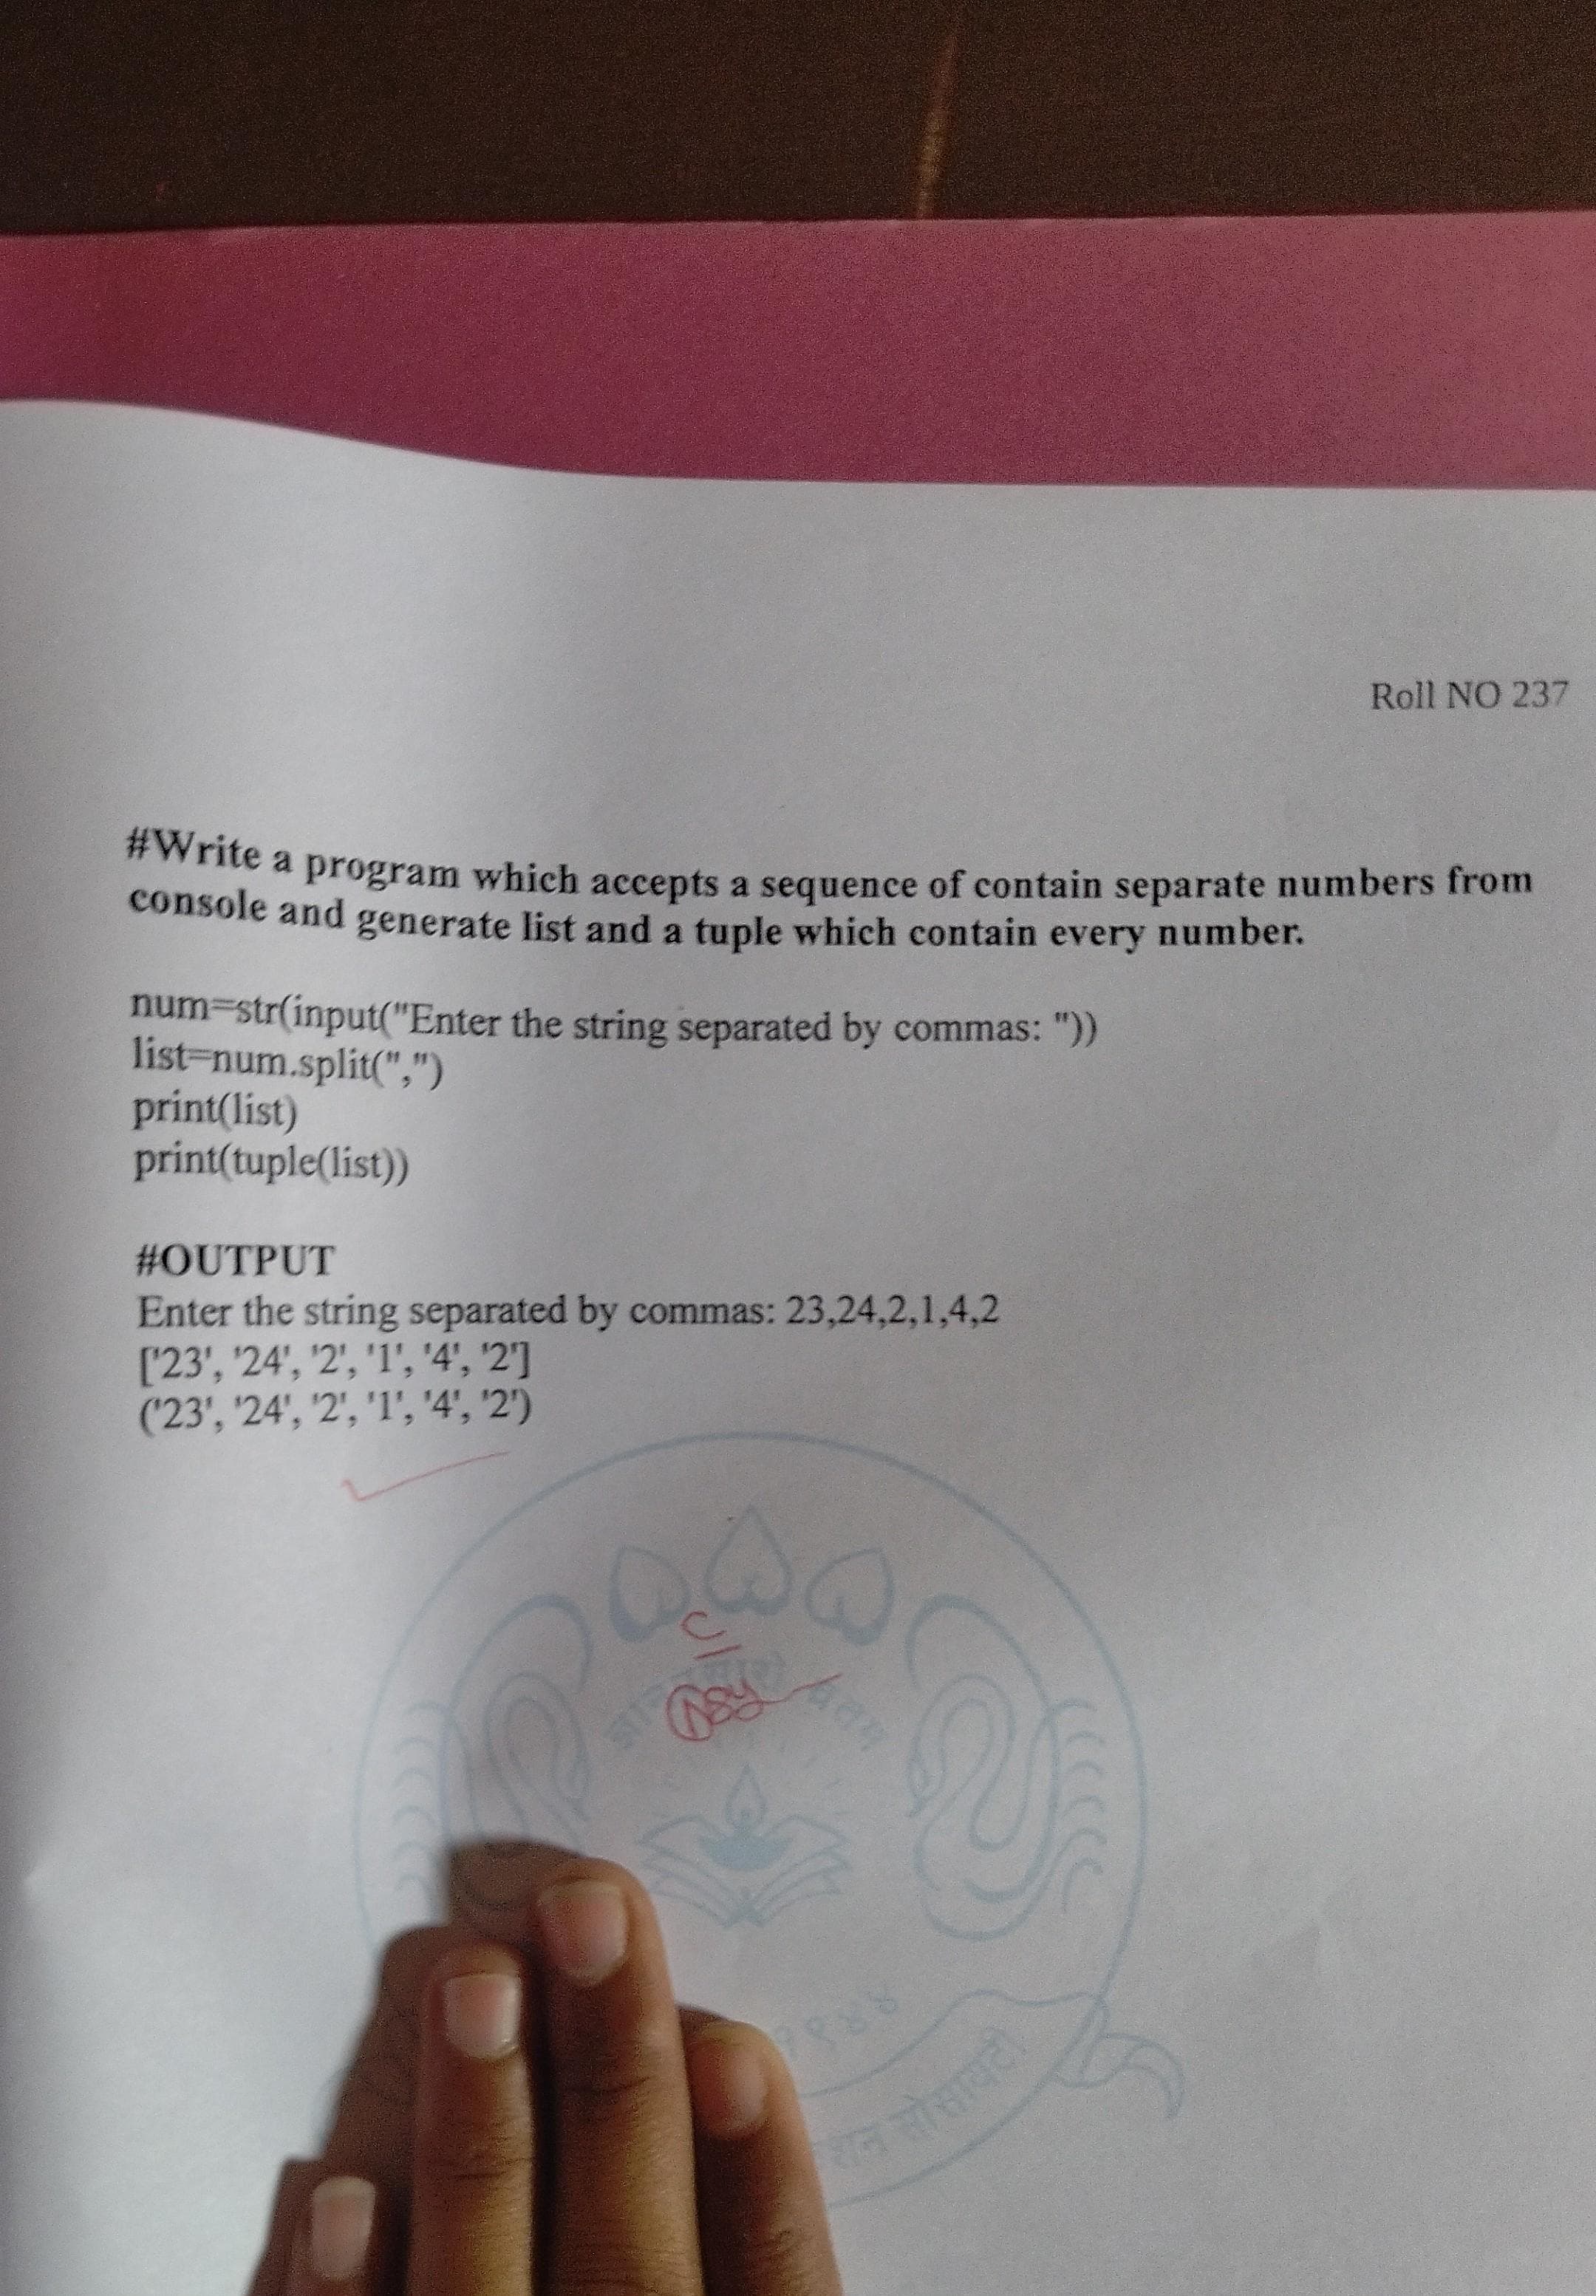 Roll NO 237
#Write a program which accepts a sequence of contain separate numbers from
console and generate list and a tuple which contain every number.
num=str(input("Enter the string separated by commas: "))
list=num.split(",")
print(list)
print(tuple(list))
#OUTPUT
Enter the string separated by commas: 23,24,2,1,4,2
['23', '24', '2', '1', '4', '2']
('23', '24', '2', '1', '4', '2')
C